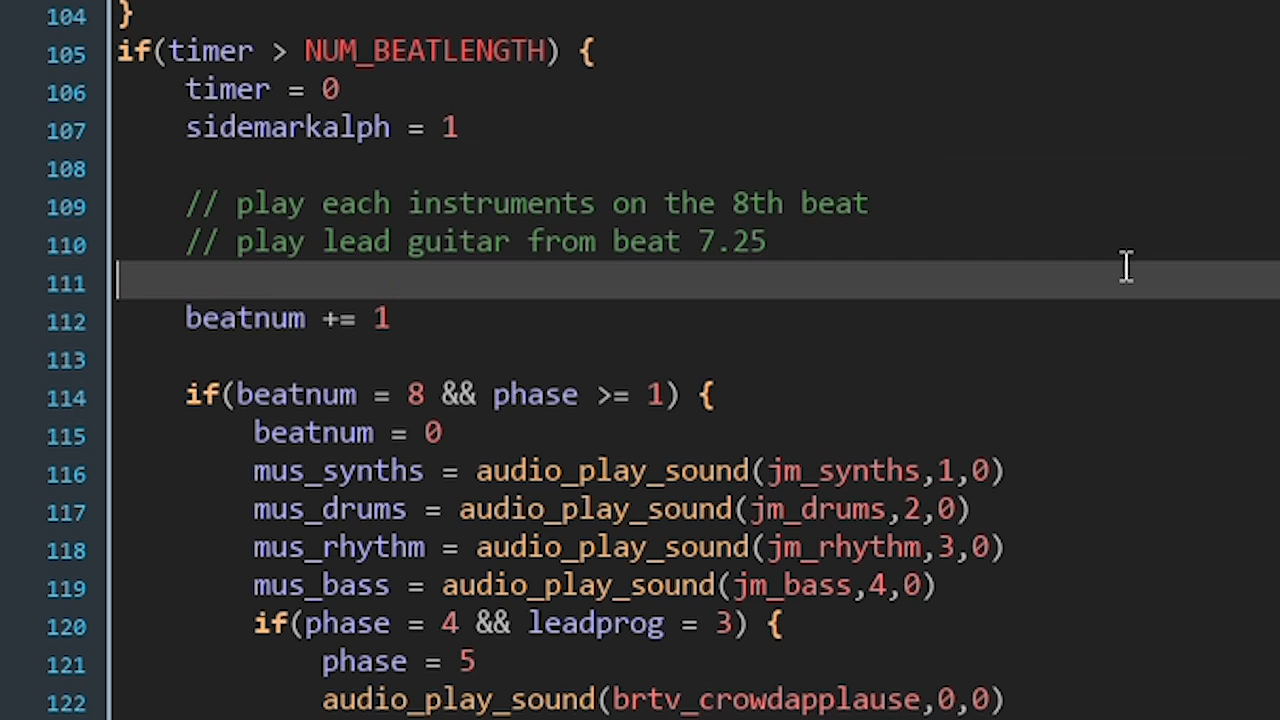 104 }
105 if(timer > NUM_BEATLENGTH) {
106 timer = 0
107 sidemarkalph = 1
108
109 // play each instruments on the 8th beat
110 // play lead guitar from beat 7.25
111
112 beatnum += 1
113
114 if(beatnum = 8 && phase >= 1) {
115 beatnum = 0
116 mus_synths = audio_play_sound(jm_synths,1,0)
117 mus_drums = audio_play_sound(jm_drums,2,0)
118 mus_rhythm = audio_play_sound(jm_rhythm,3,0)
119 mus_bass = audio_play_sound(jm_bass,4,0)
120 if(phase = 4 && leadprog = 3) {
121 phase = 5
122 audio_play_sound(brtv_crowdapplause,0,0)